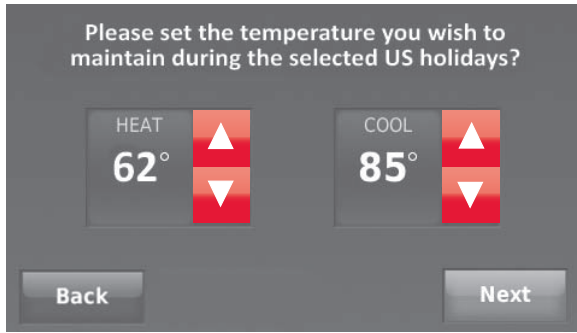 Please set the temperature you wish to
maintain during the selected US holidays?
HEAT
COOL
62°
85°
Back
Next